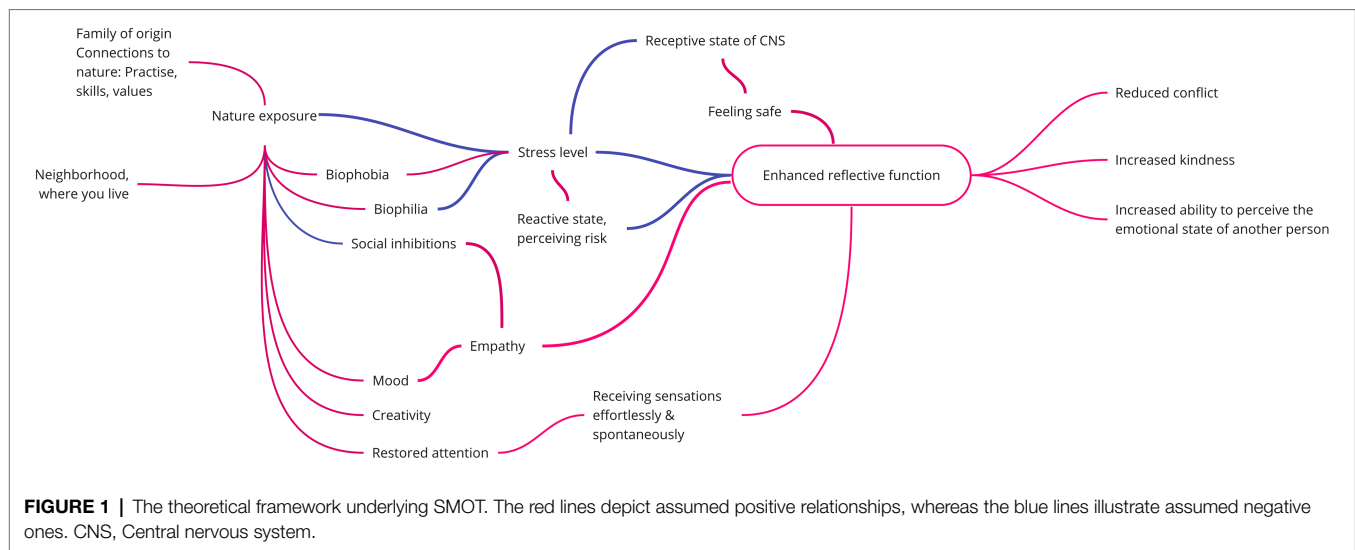 Family of origin
Connections to
nature: Practise,
skills, values
Nature exposure
Neighborhood,
where you live
Biophobia
Biophilia
Social inhibitions
Mood
Creativity
Restored attention
Stress level
Reactive state,
perceiving risk
Empathy
Receiving sensations
effortlessly &
spontaneously
Receptive state of CNS
Feeling safe
Enhanced reflective function
Reduced conflict
Increased kindness
Increased ability to perceive the
emotional state of another person
FIGURE 1 | The theoretical framework underlying SMOT. The red lines depict assumed positive relationships, whereas the blue lines illustrate assumed negative
ones. CNS, Central nervous system.